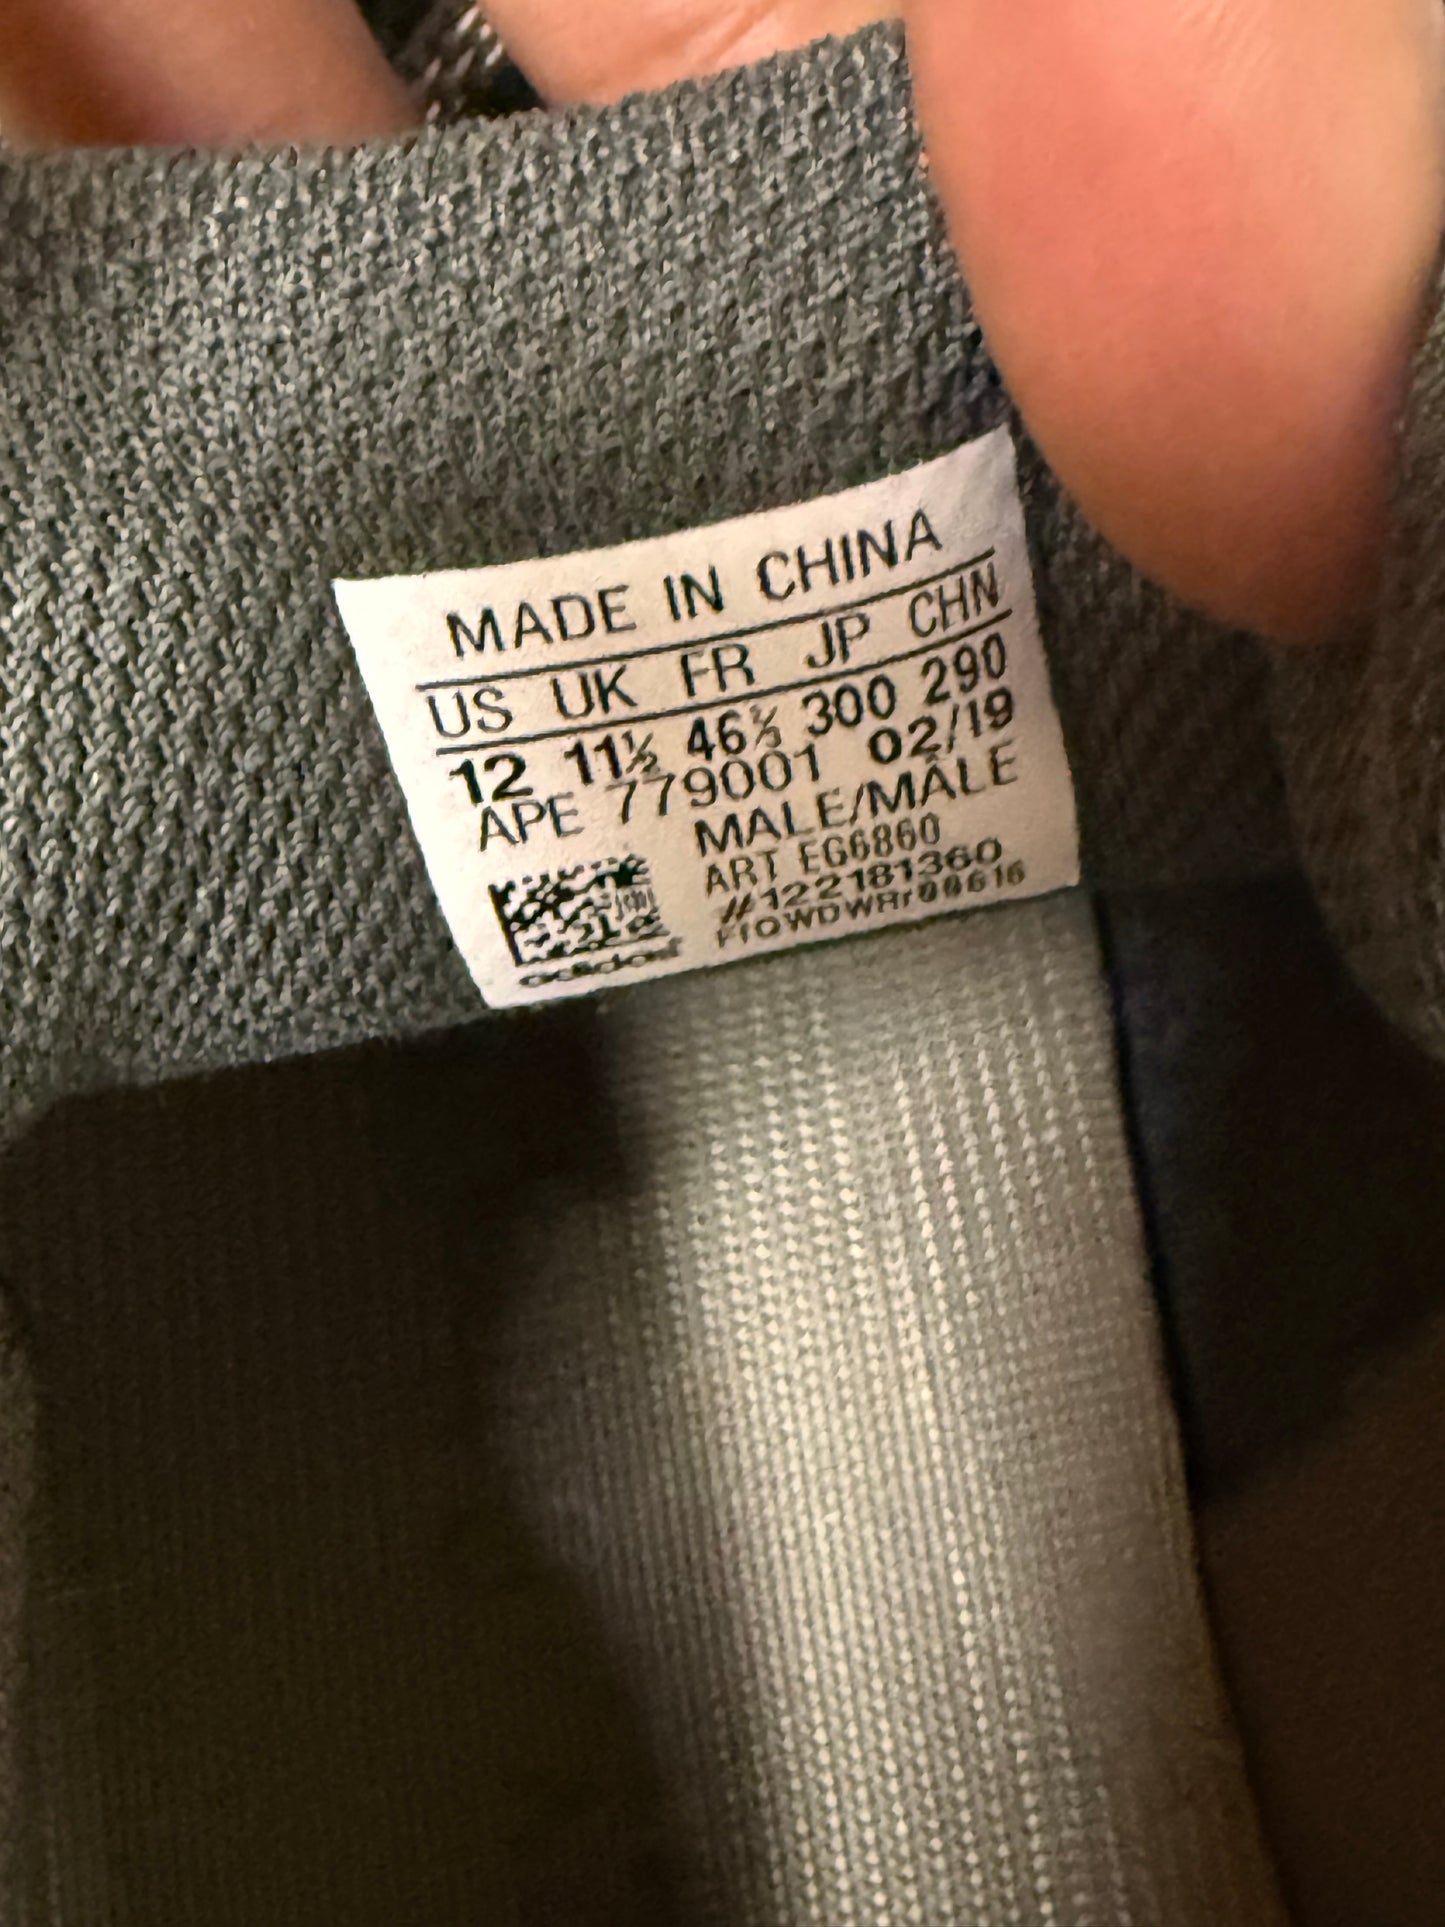 MADE IN CHINA
US UK FR JP CHN
12 11½ 46⅔ 300 290
APE 779001 02/19
MALE/MÂLE
ART EG6860
#122181360
adidas